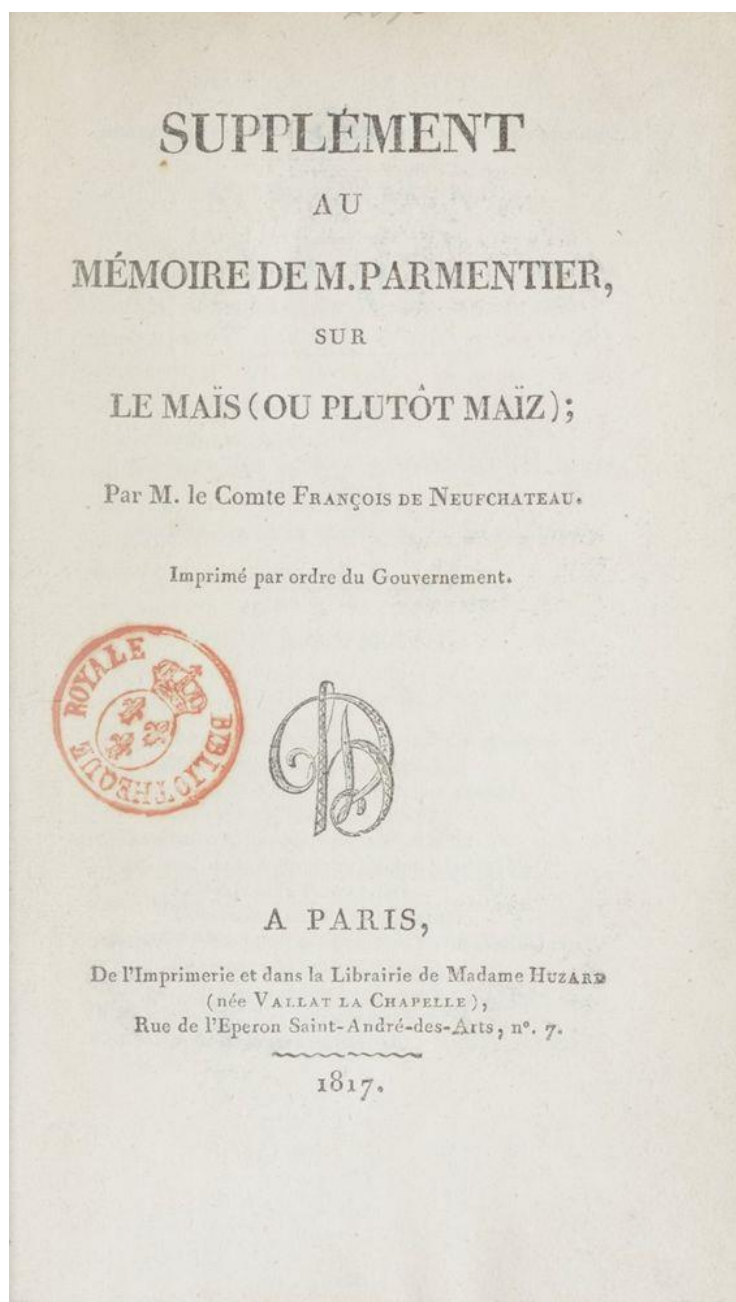 SUPPLÉMENT
AU
MÉMOIRE DE M. PARMENTIER,
SUR
LE MAÏS (OU PLUTÔT MAÏZ);
Par M. le Comte FRANÇOIS DE NEUFCHATEAU.
Imprimé par ordre du Gouvernement.
BIBLIOTHEQUE ROYALE
A PARIS,
De l'Imprimerie et dans la Librairie de Madame HUZARD
(née VALLAT LA CHAPELLE),
Rue de l'Eperon Saint-André-des-Arts, nº. 7.
1817.